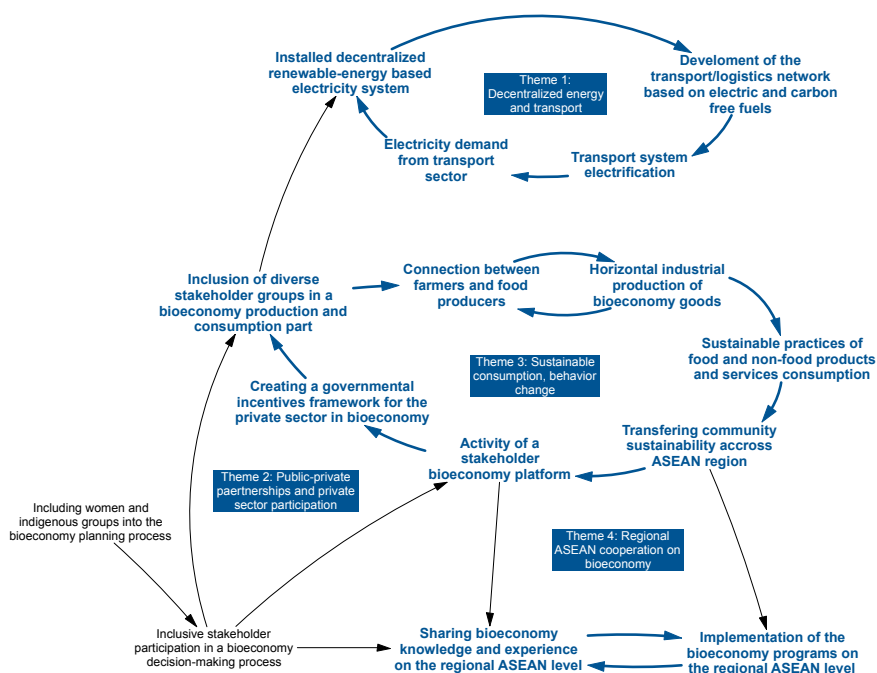 Installed decentralized
renewable-energy based
electricity system
Develoment of the
transport/logistics network
based on electric and carbon
free fuels
Theme 1:
Decentralized energy
and transport
Electricity demand
from transport
sector
Transport system
electrification
Inclusion of diverse
stakeholder groups in a
bioeconomy production and
consumption part
Connection between
farmers and food
producers
Horizontal industrial
production of
bioeconomy goods
Sustainable practices of
food and non-food products
and services consumption
Theme 3: Sustainable
consumption, behavior
change
Creating a governmental
incentives framework for the
private sector in bioeconomy
Activity of a
stakeholder
bioeconomy platform
Transfering community
sustainability accross
ASEAN region
Theme 2: Public-private
paertnerships and private
sector participation
Including women and
indigenous groups into the
bioeconomy planning process
Theme 4: Regional
ASEAN cooperation on
bioeconomy
Inclusive stakeholder
participation in a bioeconomy
decision-making process
Sharing bioeconomy
knowledge and experience
on the regional ASEAN level
Implementation of the
bioeconomy programs on
the regional ASEAN level